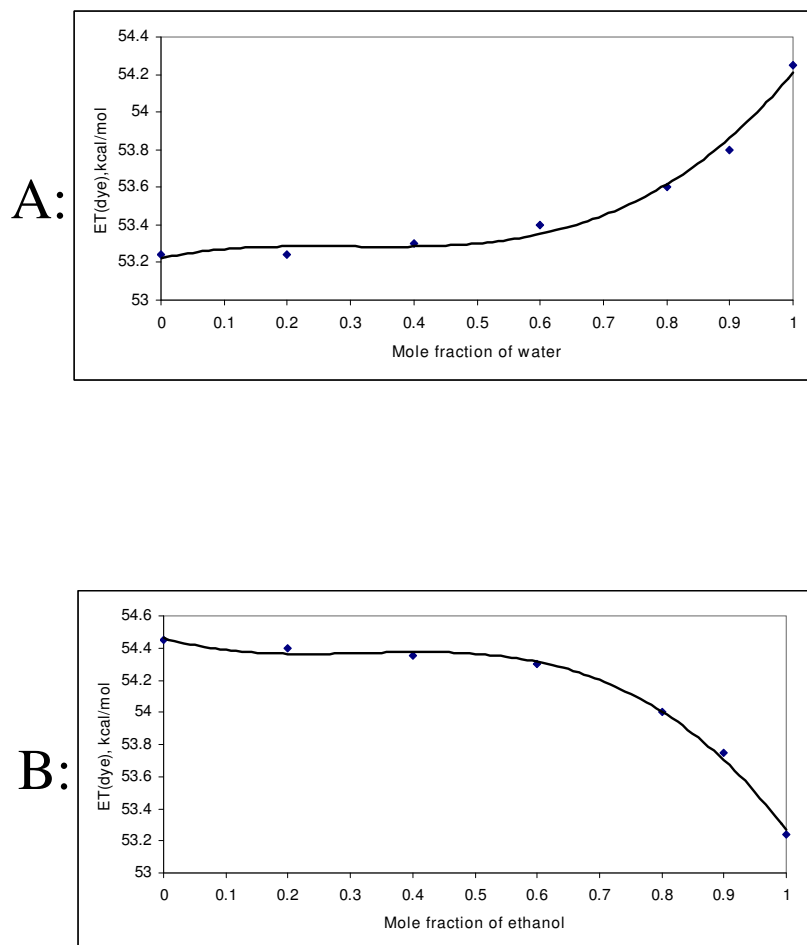 A:
ET(dye),kcal/mol
54.4
54.2
54
53.8
53.6
53.4
53.2
53
0 0.1 0.2 0.3 0.4 0.5 0.6 0.7 0.8 0.9 1
Mole fraction of water
B:
ET(dye), kcal/mol
54.6
54.4
54.2
54
53.8
53.6
53.4
53.2
53
0 0.1 0.2 0.3 0.4 0.5 0.6 0.7 0.8 0.9 1
Mole fraction of ethanol